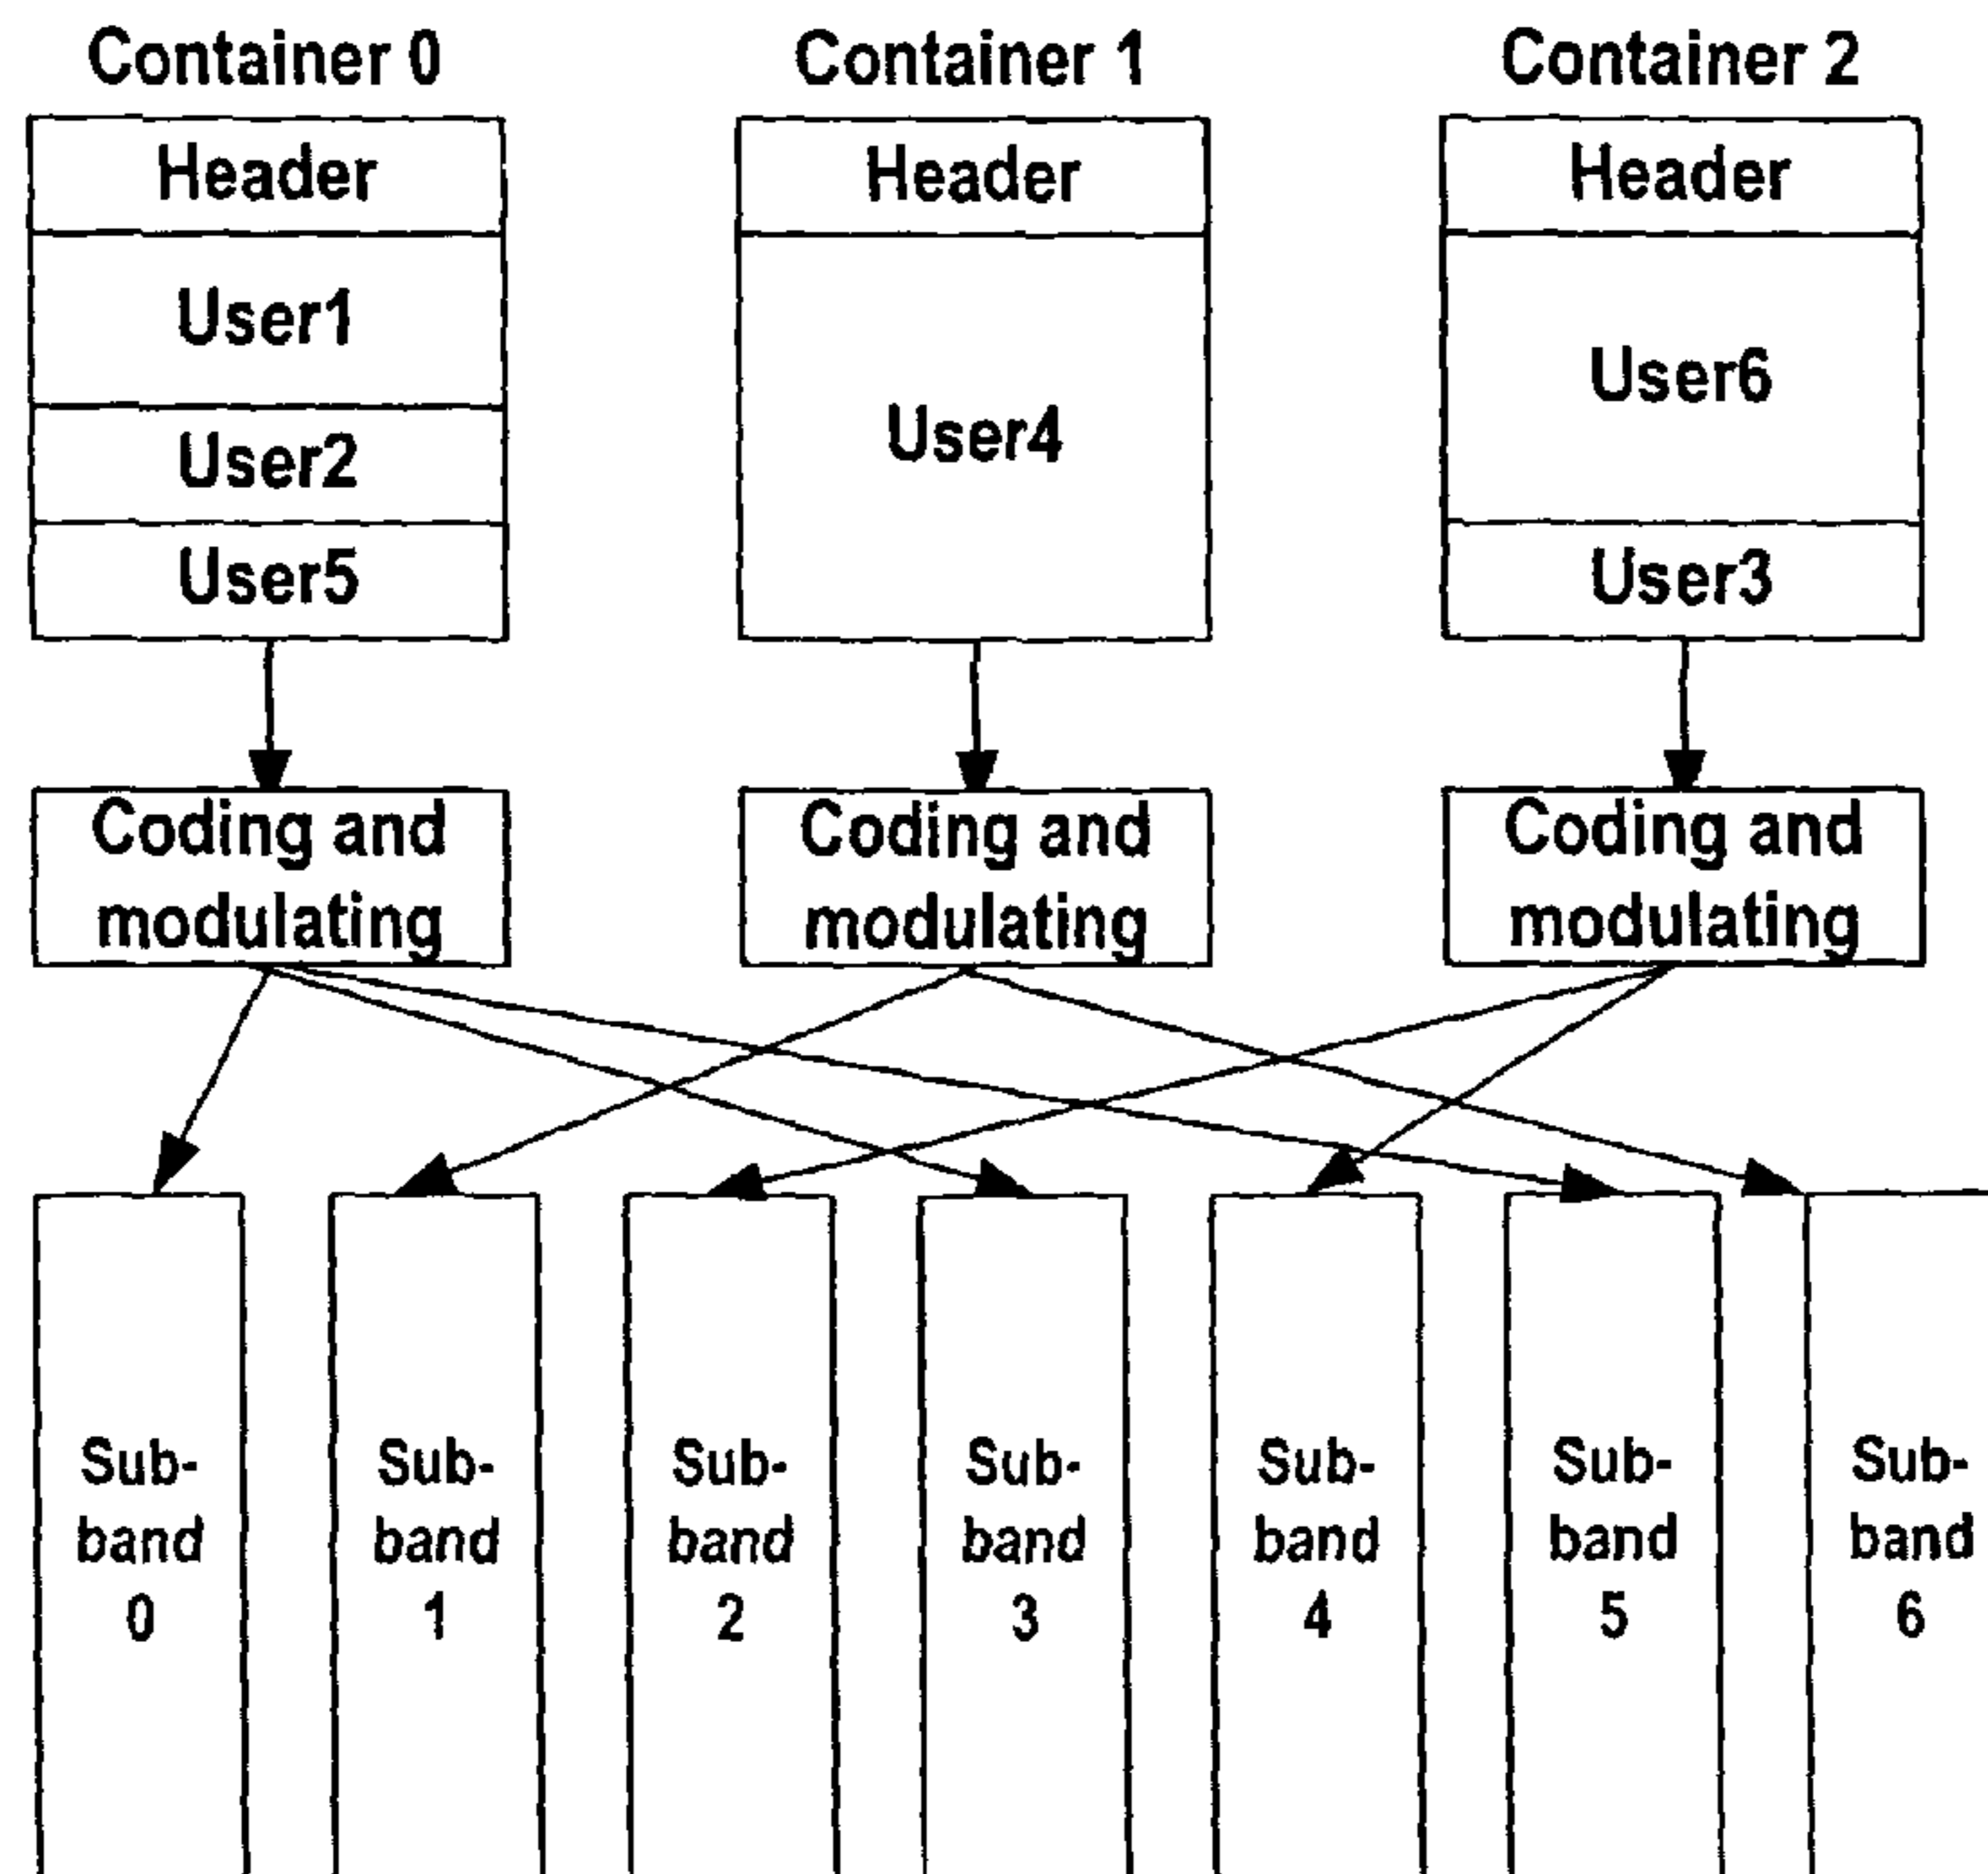 Container 0
Container 1
Container 2
Header
Header
Header
User1
User2
User5
User4
User6
User3
Coding and
modulating
Coding and
modulating
Coding and
modulating
Sub-
band
0
Sub-
band
1
Sub-
band
2
Sub-
band
3
Sub-
band
4
Sub-
band
5
Sub-
band
6